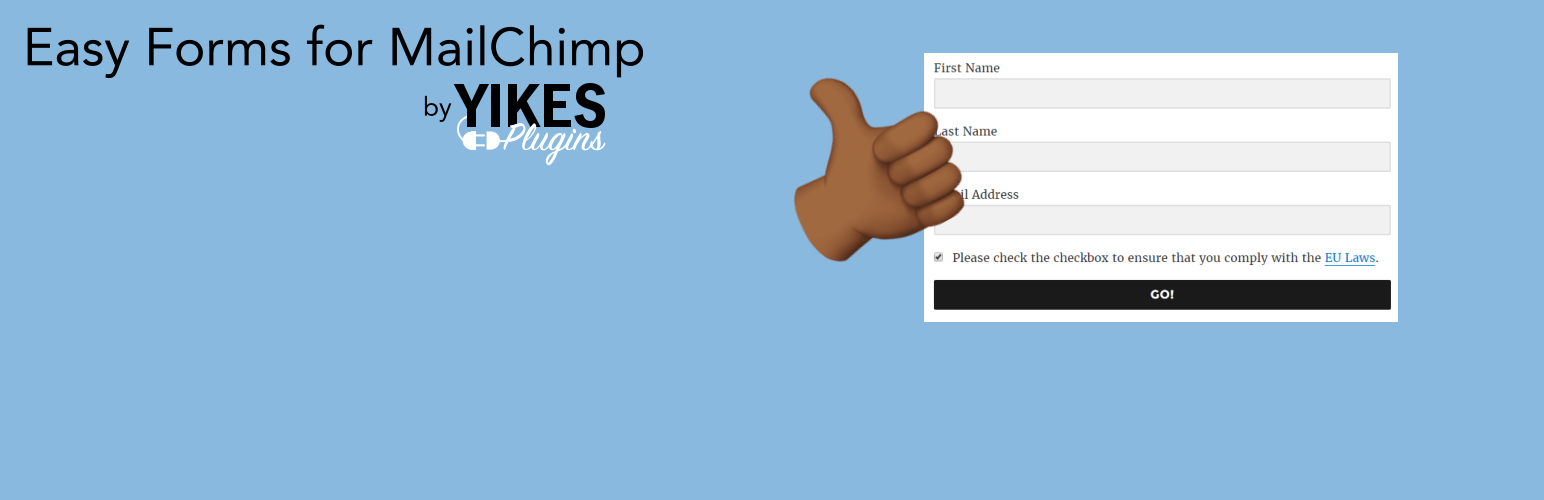 Easy Forms for MailChimp
by YIKES
Plugins
First Name
Last Name
il Address
Please check the checkbox to ensure that you comply with the EU Laws.
GO!